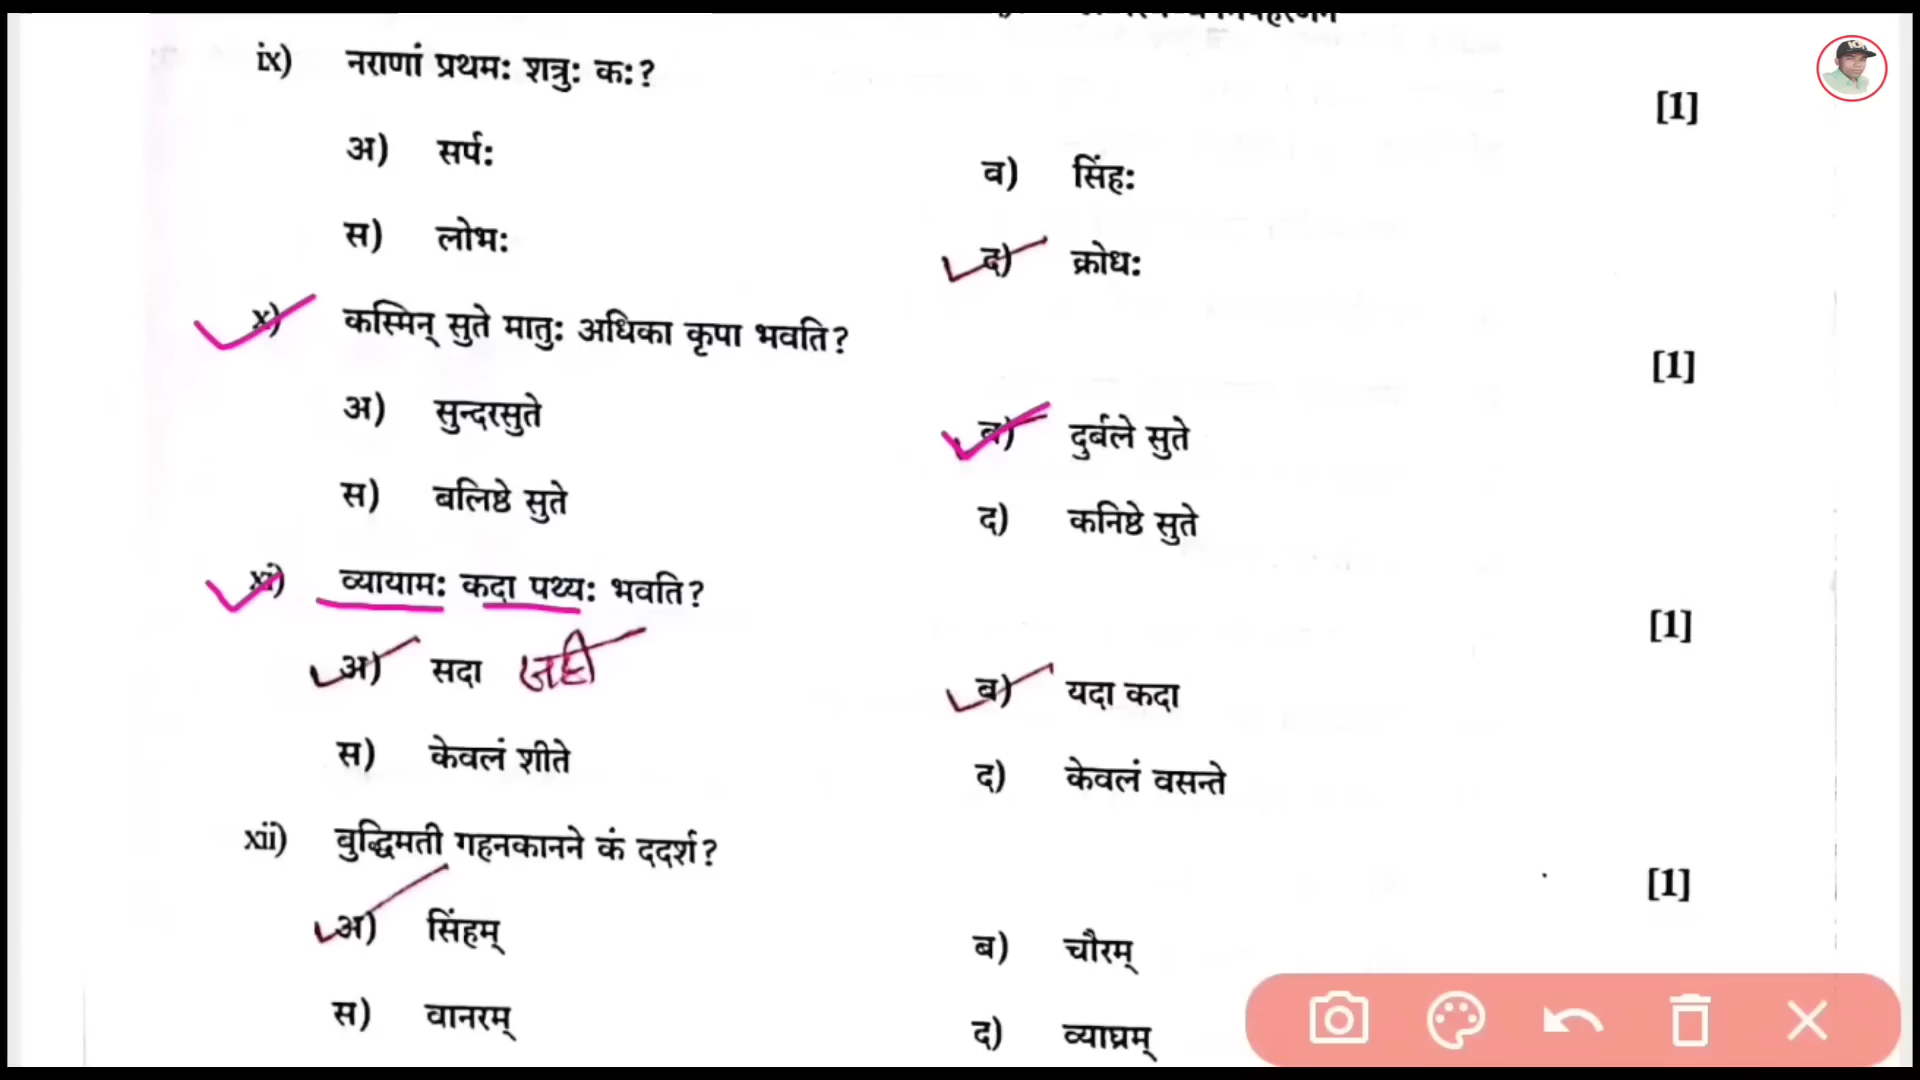 ix) नराणां प्रथमः शत्रुः कः? [1]
अ) सर्पः व) सिंहः
स) लोभः द) क्रोधः
x) कस्मिन् सुते मातुः अधिका कृपा भवति? [1]
अ) सुन्दरसुते ब) दुर्बले सुते
स) बलिष्ठे सुते द) कनिष्ठे सुते
xi) व्यायामः कदा पथ्यः भवति? [1]
अ) सदा सही ब) यदा कदा
स) केवलं शीते द) केवलं वसन्ते
xii) बुद्धिमती गहनकानने कं ददर्श? [1]
अ) सिंहम् ब) चौरम्
स) वानरम् द) व्याघ्रम्